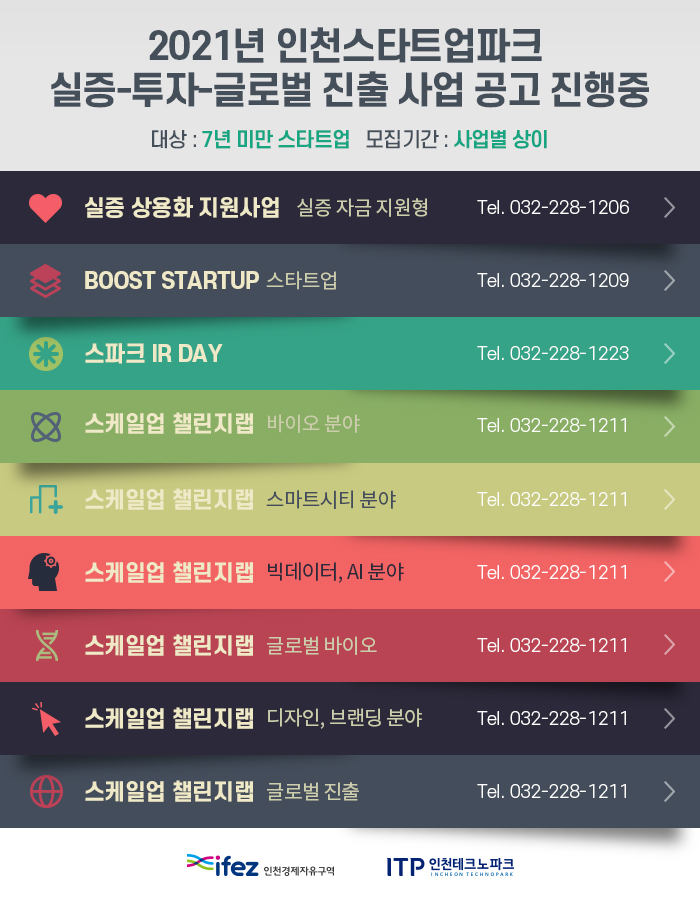 2021년 인천스타트업파크
실증-투자-글로벌 진출 사업 공고 진행중
대상 : 7년 미만 스타트업 모집기간 : 사업별 상이
실증 상용화 지원사업 실증 자금 지원형 Tel. 032-228-1206
BOOST STARTUP 스타트업 Tel. 032-228-1209
스파크 IR DAY Tel. 032-228-1223
스케일업 챌린지랩 바이오 분야 Tel. 032-228-1211
스케일업 챌린지랩 스마트시티 분야 Tel. 032-228-1211
스케일업 챌린지랩 빅데이터, AI 분야 Tel. 032-228-1211
스케일업 챌린지랩 글로벌 바이오 Tel. 032-228-1211
스케일업 챌린지랩 디자인, 브랜딩 분야 Tel. 032-228-1211
스케일업 챌린지랩 글로벌 진출 Tel. 032-228-1211
ifez 인천경제자유구역 ITP 인천테크노파크
INCHEON TECHNOPARK